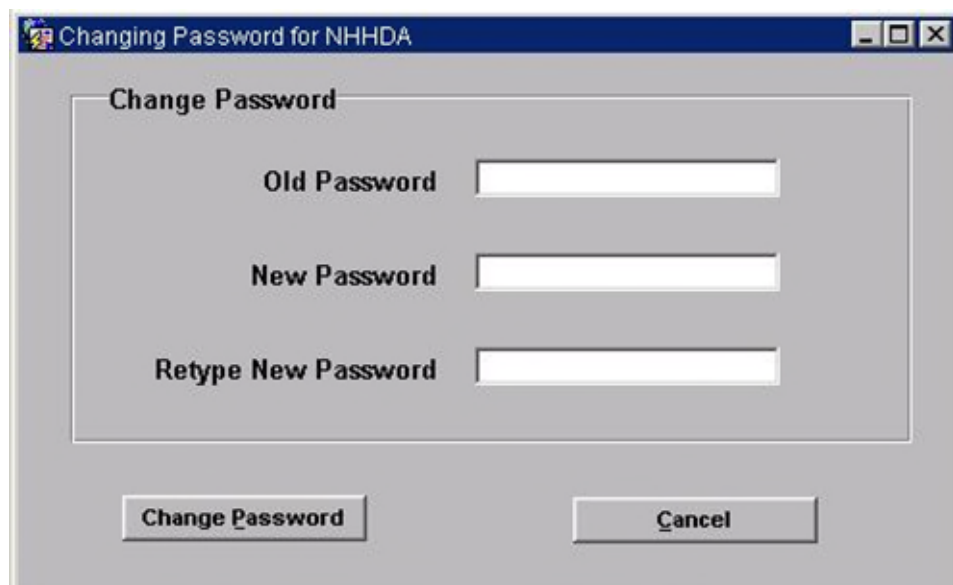 Changing Password for NHHDA
Change Password
Old Password
New Password
Retype New Password
Change Password
Cancel